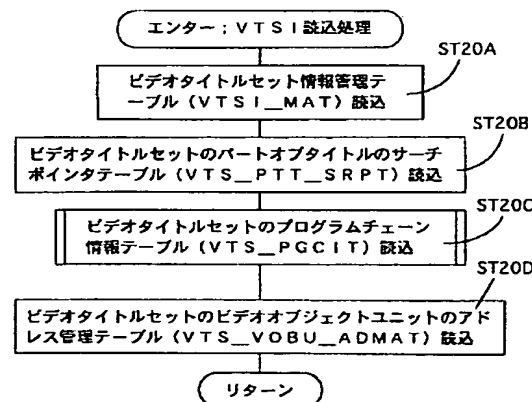 エンター；VTSI読込処理
ST20A
ビデオタイトルセット情報管理テ
ーブル（VTSI__MAT）読込
ST20B
ビデオタイトルセットのパートオブタイトルのサーチ
ポインタテーブル（VTS__PTT__SRPT）読込
ST20C
ビデオタイトルセットのプログラムチェーン
情報テーブル（VTS__PGCIT）読込
ST20D
ビデオタイトルセットのビデオオブジェクトユニットのアド
レス管理テーブル（VTS__VOBU__ADMAT）読込
リターン